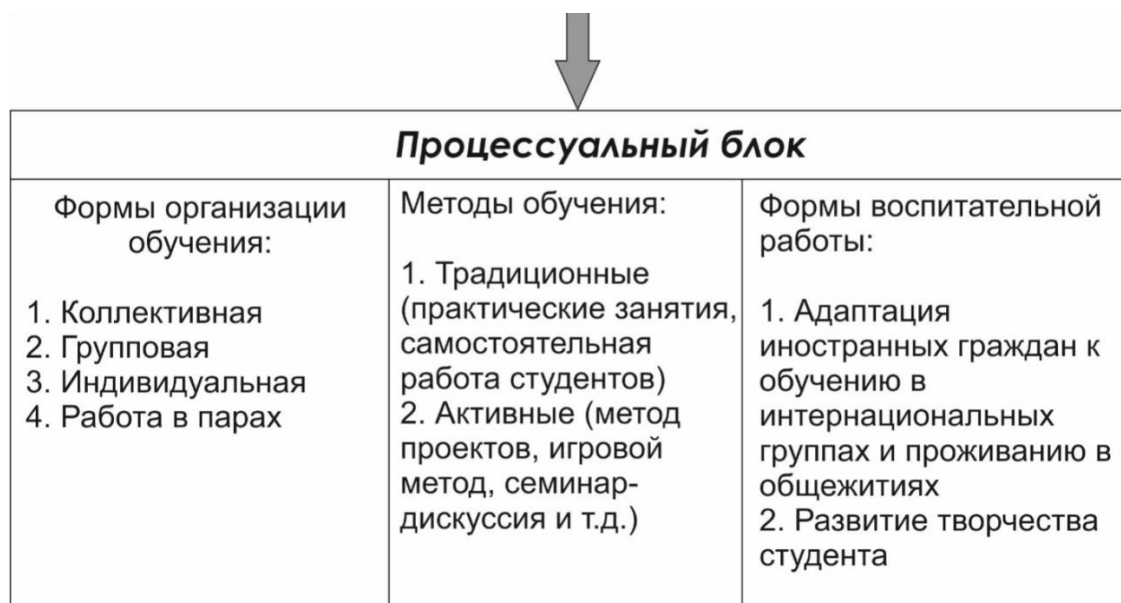 Процессуальный блок
Формы организации
обучения:
1. Коллективная
2. Групповая
3. Индивидуальная
4. Работа в парах
Методы обучения:
1. Традиционные
(практические занятия,
самостоятельная
работа студентов)
2. Активные (метод
проектов, игровой
метод, семинар-
дискуссия и т.д.)
Формы воспитательной
работы:
1. Адаптация
иностранных граждан к
обучению в
интернациональных
группах и проживанию в
общежитиях
2. Развитие творчества
студента